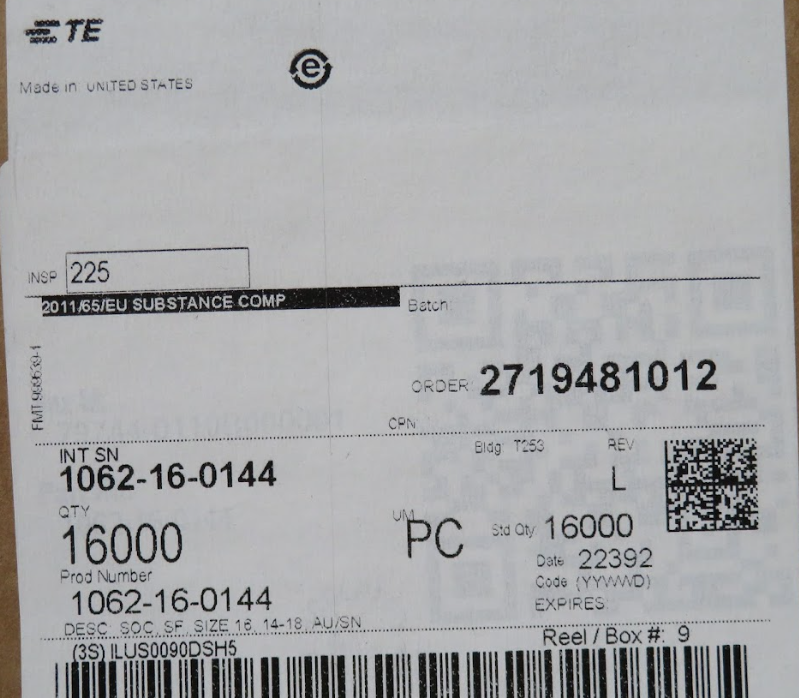 TE
e
Made in: UNITED STATES
INSP 225
2011/65/EU SUBSTANCE COMP
Batch:
ORDER: 2719481012
CPN:
INT SN
1062-16-0144
Bldg: T253
REV
L
QTY
16000
UM
PC
Std Qty 16000
Date 22392
Code (YYWWD)
EXPIRES:
Prod Number
1062-16-0144
DESC SOC, SF, SIZE 16, 14-18, AU/SN
Reel / Box #: 9
(3S) ILUS0090DSH5